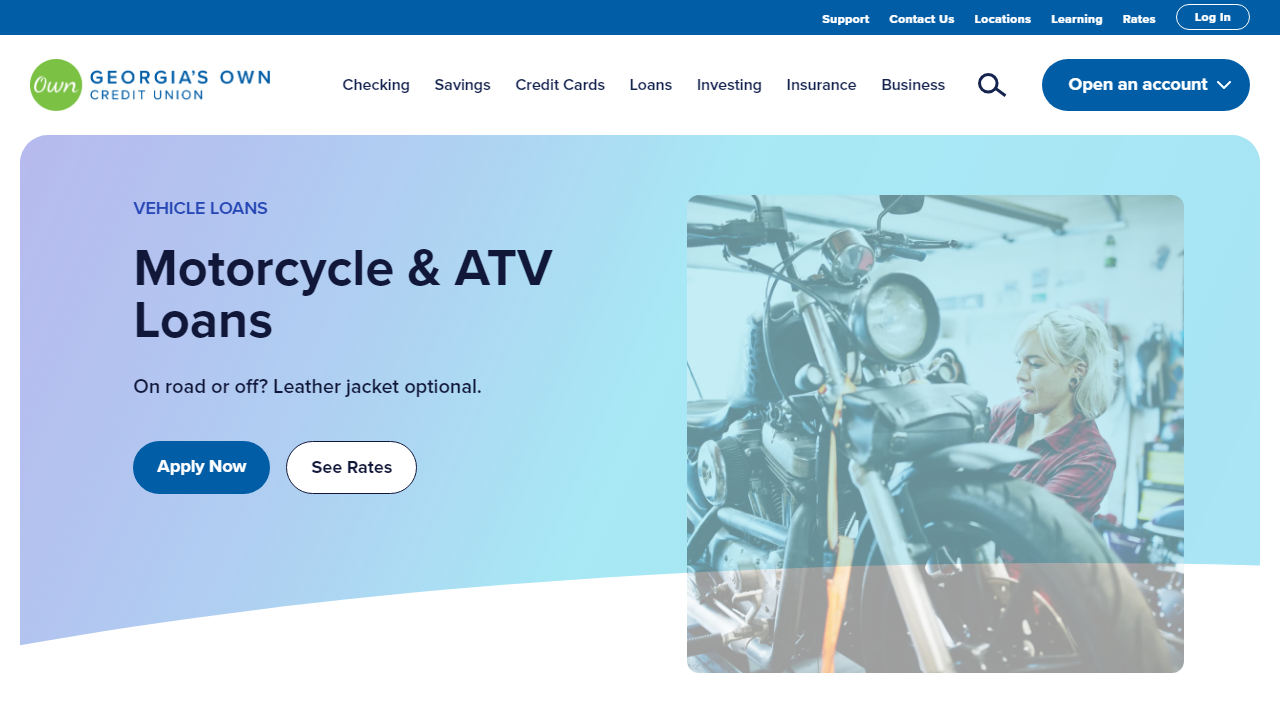 Support Contact Us Locations Learning Rates Log In
Own GEORGIA'S OWN
CREDIT UNION
Checking Savings Credit Cards Loans Investing Insurance Business Open an account
VEHICLE LOANS
Motorcycle & ATV
Loans
On road or off? Leather jacket optional.
Apply Now See Rates